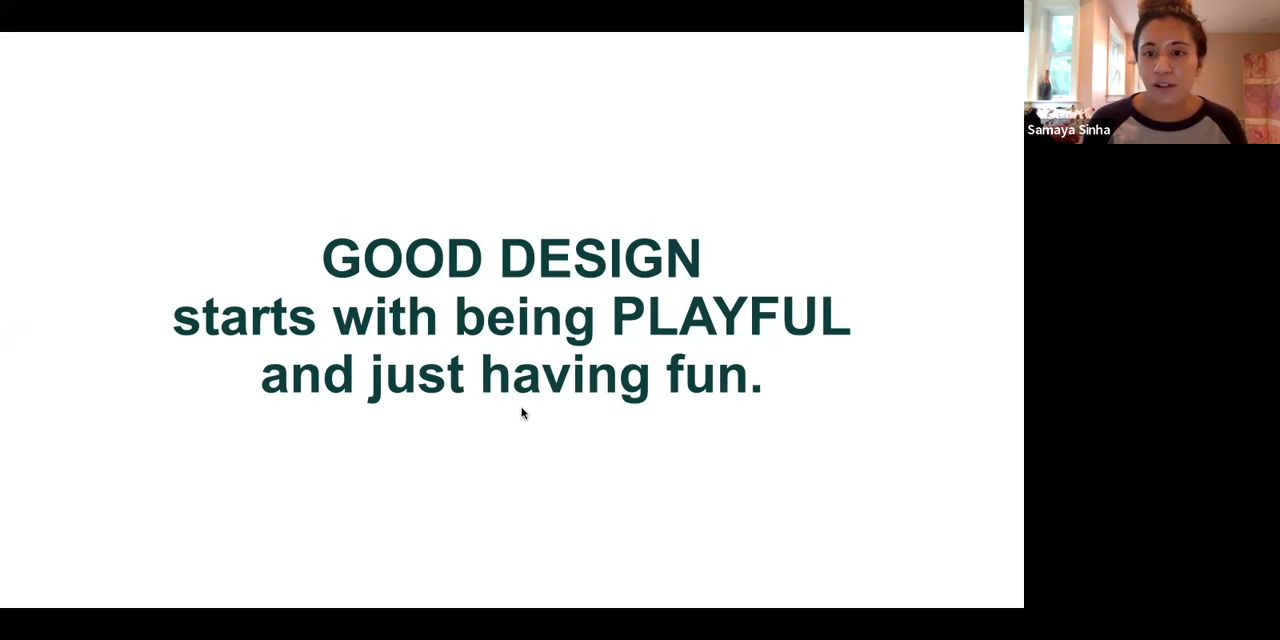 GOOD DESIGN
starts with being PLAYFUL
and just having fun.
Samaya Sinha